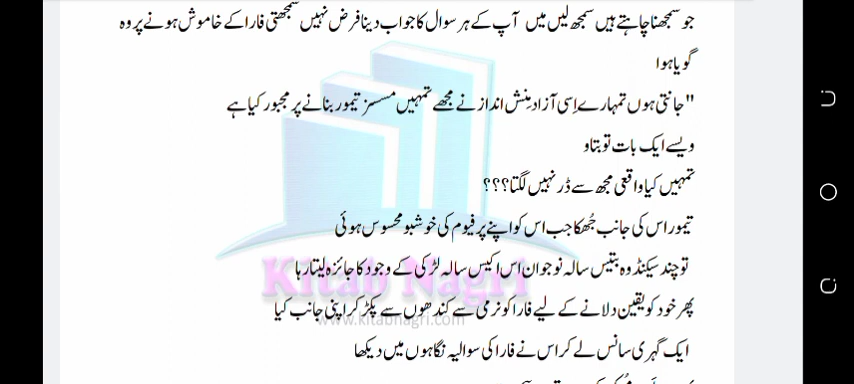 جو سمجھنا چاہتے ہیں سمجھ لیں میں آپ کے ہر سوال کا جواب دینا فرض نہیں سمجھتی فارا کے خاموش ہونے پر وہ
گویا ہوا
"جانتی ہوں تمہارے اِسی آزاد مِنش انداز نے مجھے تمہیں مسسز تیمور بنانے پر مجبور کیا ہے
ویسے ایک بات تو بتاو
تمہیں کیا واقعی مجھ سے ڈر نہیں لگتا؟؟؟
تیمور اس کی جانب جُھکا جب اس کو اپنے پرفیوم کی خوشبو محسوس ہوئی
تو چند سیکنڈ وہ بتیس سالہ نوجوان اس اکیس سالہ لڑکی کے وجود کا جائزہ لیتا رہا
Kitab Nagri
پھر خود کو یقین دلانے کے لیے فارا کو نرمی سے کندھوں سے پکڑ کر اپنی جانب کیا
www.kitabnagri.com
ایک گہری سانس لے کر اس نے فارا کی سوالیہ نگاہوں میں دیکھا